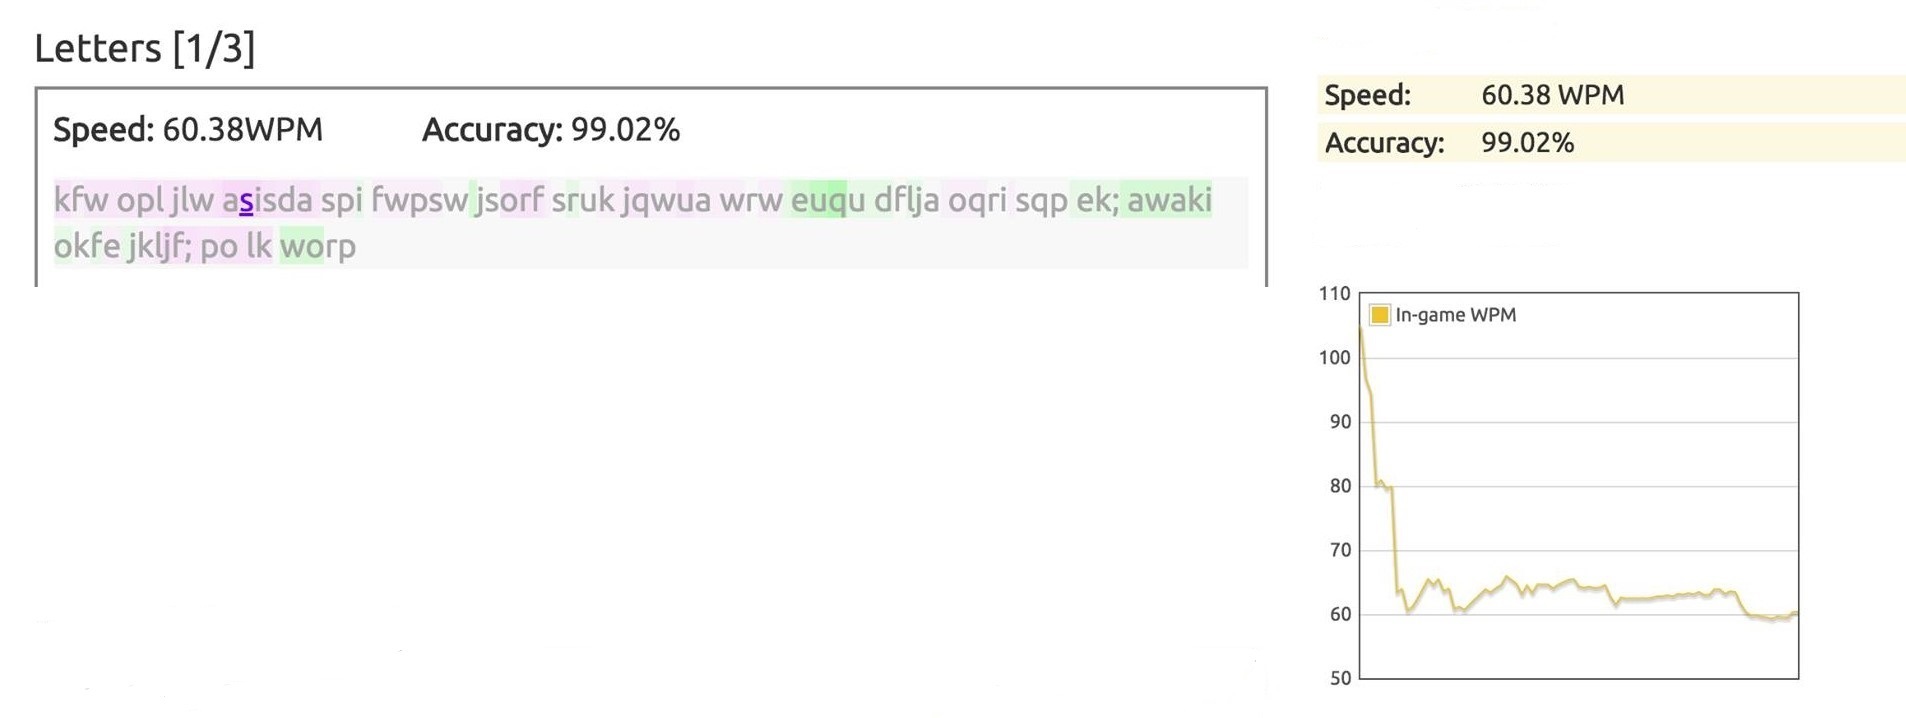 Letters [1/3]
Speed: 60.38WPM Accuracy: 99.02%
kfw opl jlw asisda spi fwpsw jsorf sruk jqwua wrw euqu dflja oqri sqp ek; awaki
okfe jkljf; po lk worp
Speed: 60.38 WPM
Accuracy: 99.02%
In-game WPM
110
100
90
80
70
60
50